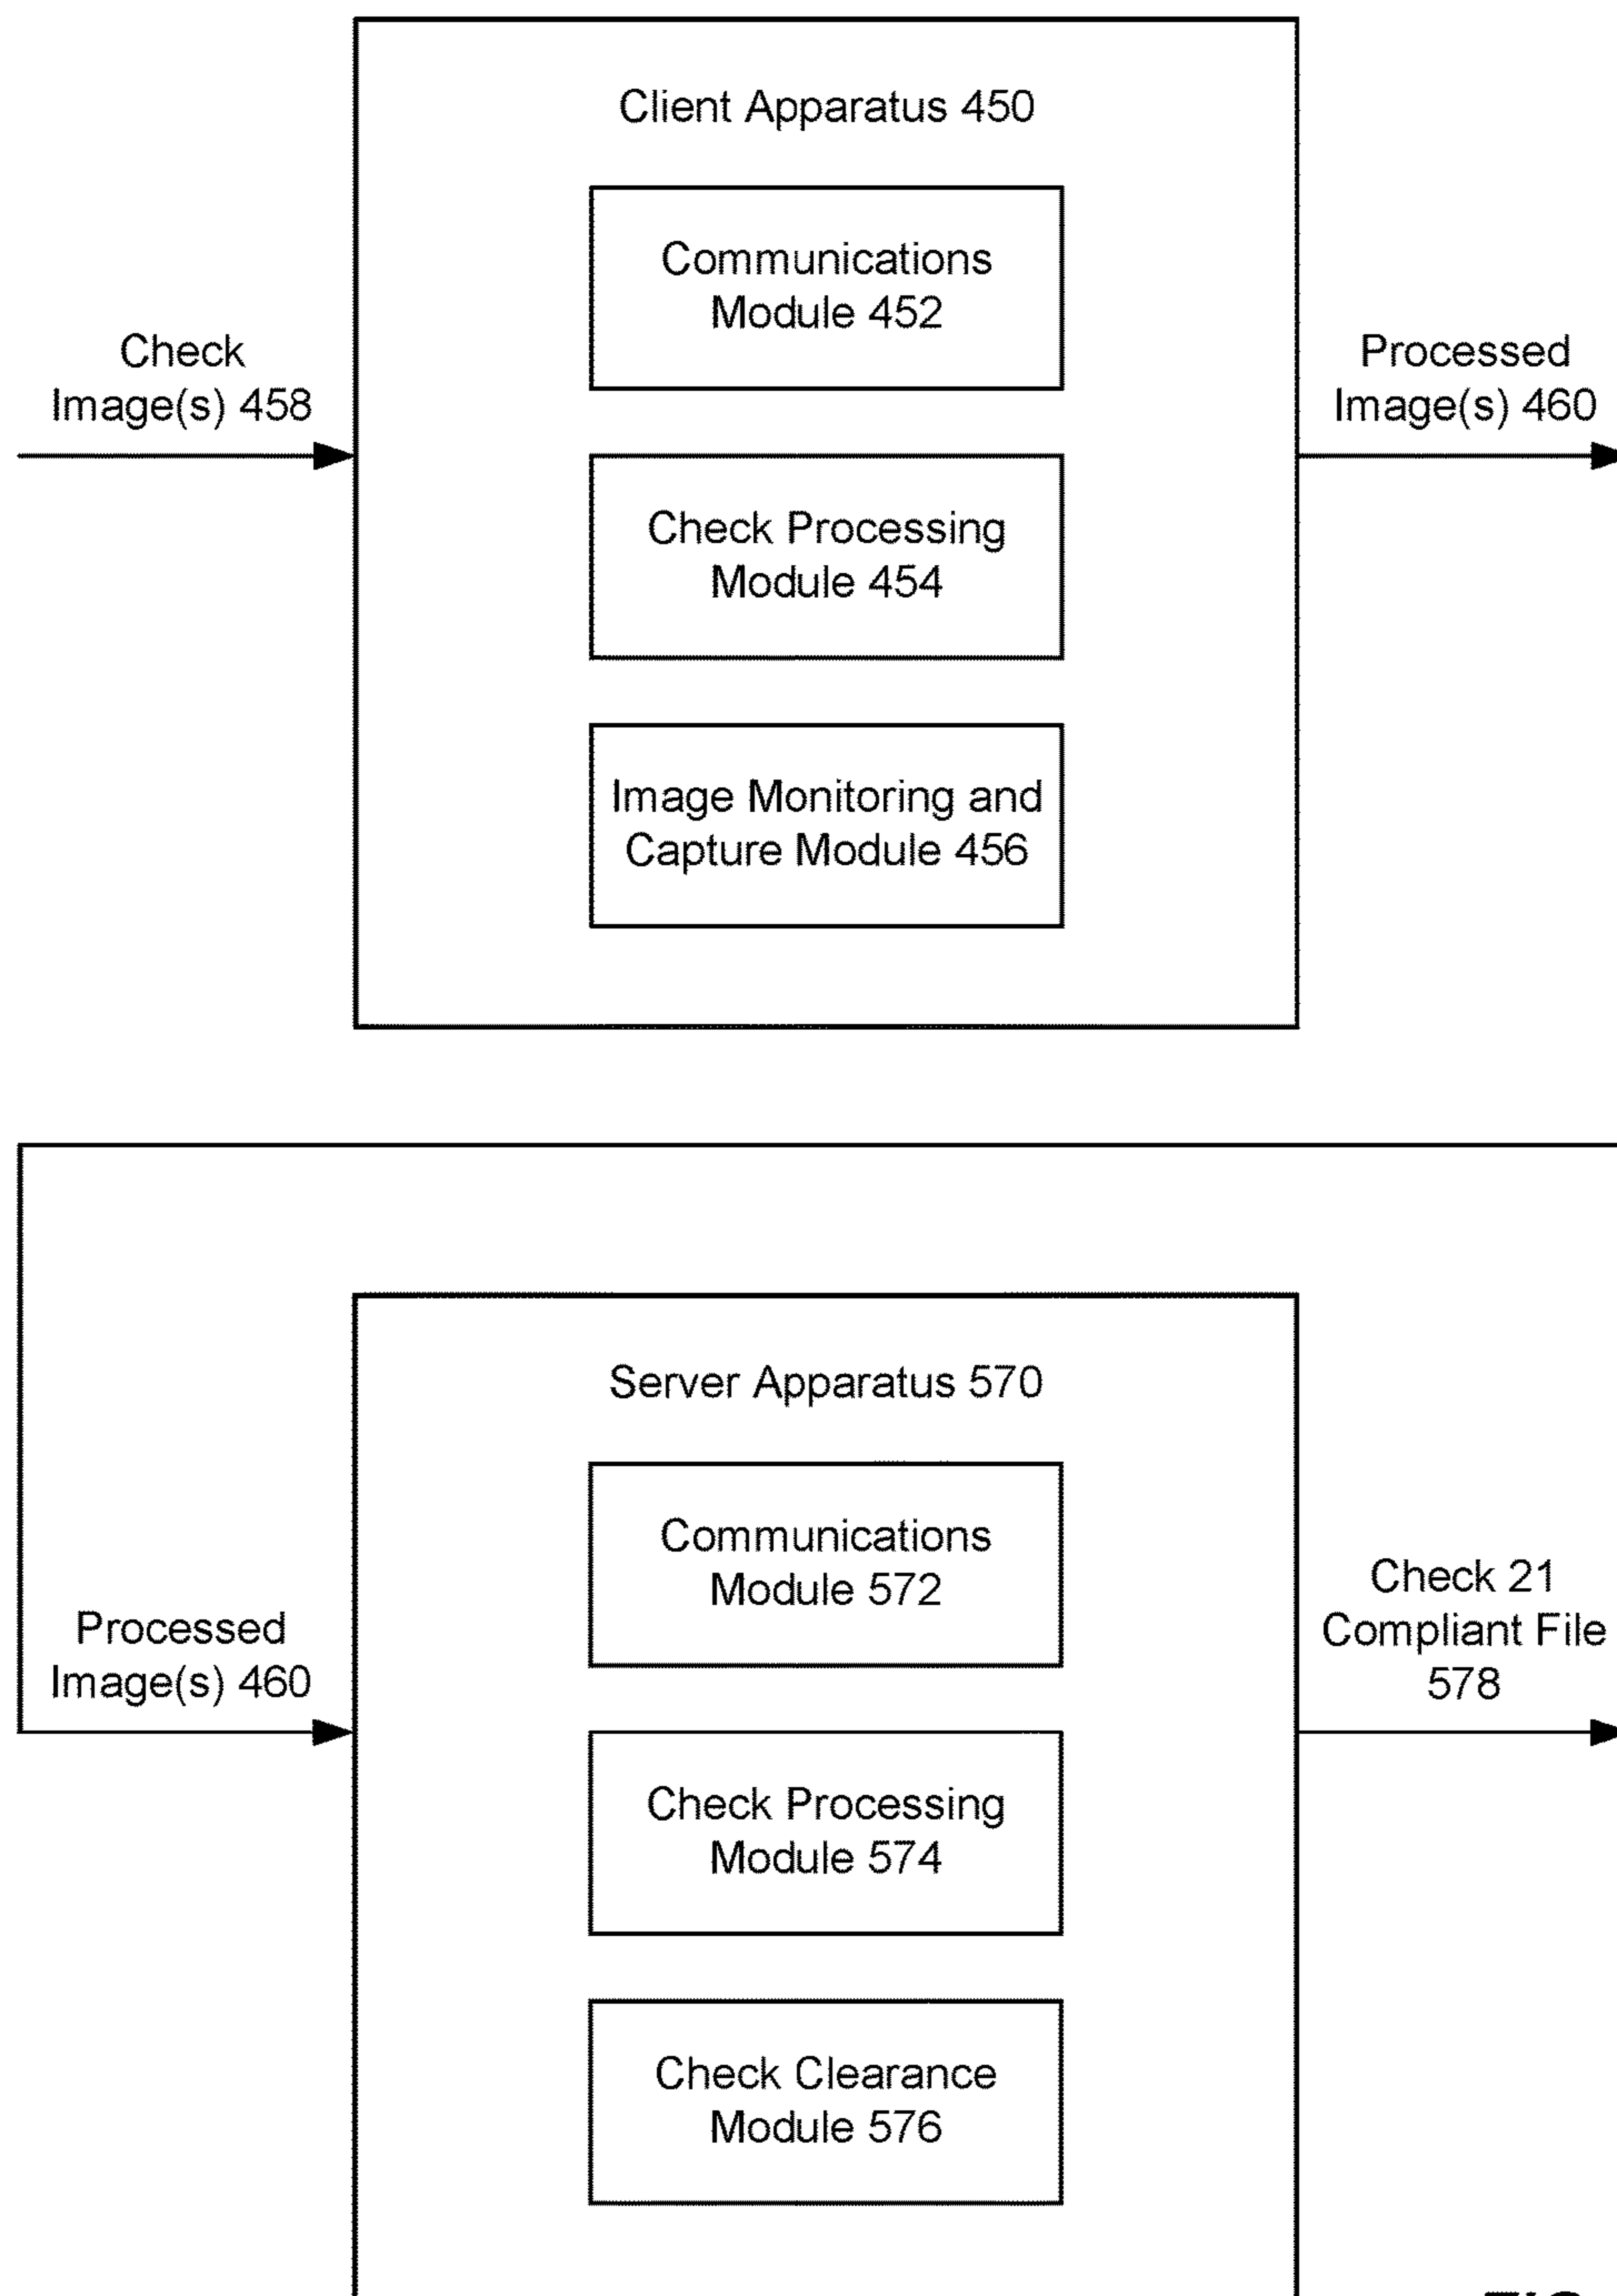 Client Apparatus 450
Communications
Module 452
Check
Image(s) 458
Processed
Image(s) 460
Check Processing
Module 454
Image Monitoring and
Capture Module 456
Server Apparatus 570
Communications
Module 572
Processed
Image(s) 460
Check 21
Compliant File
578
Check Processing
Module 574
Check Clearance
Module 576